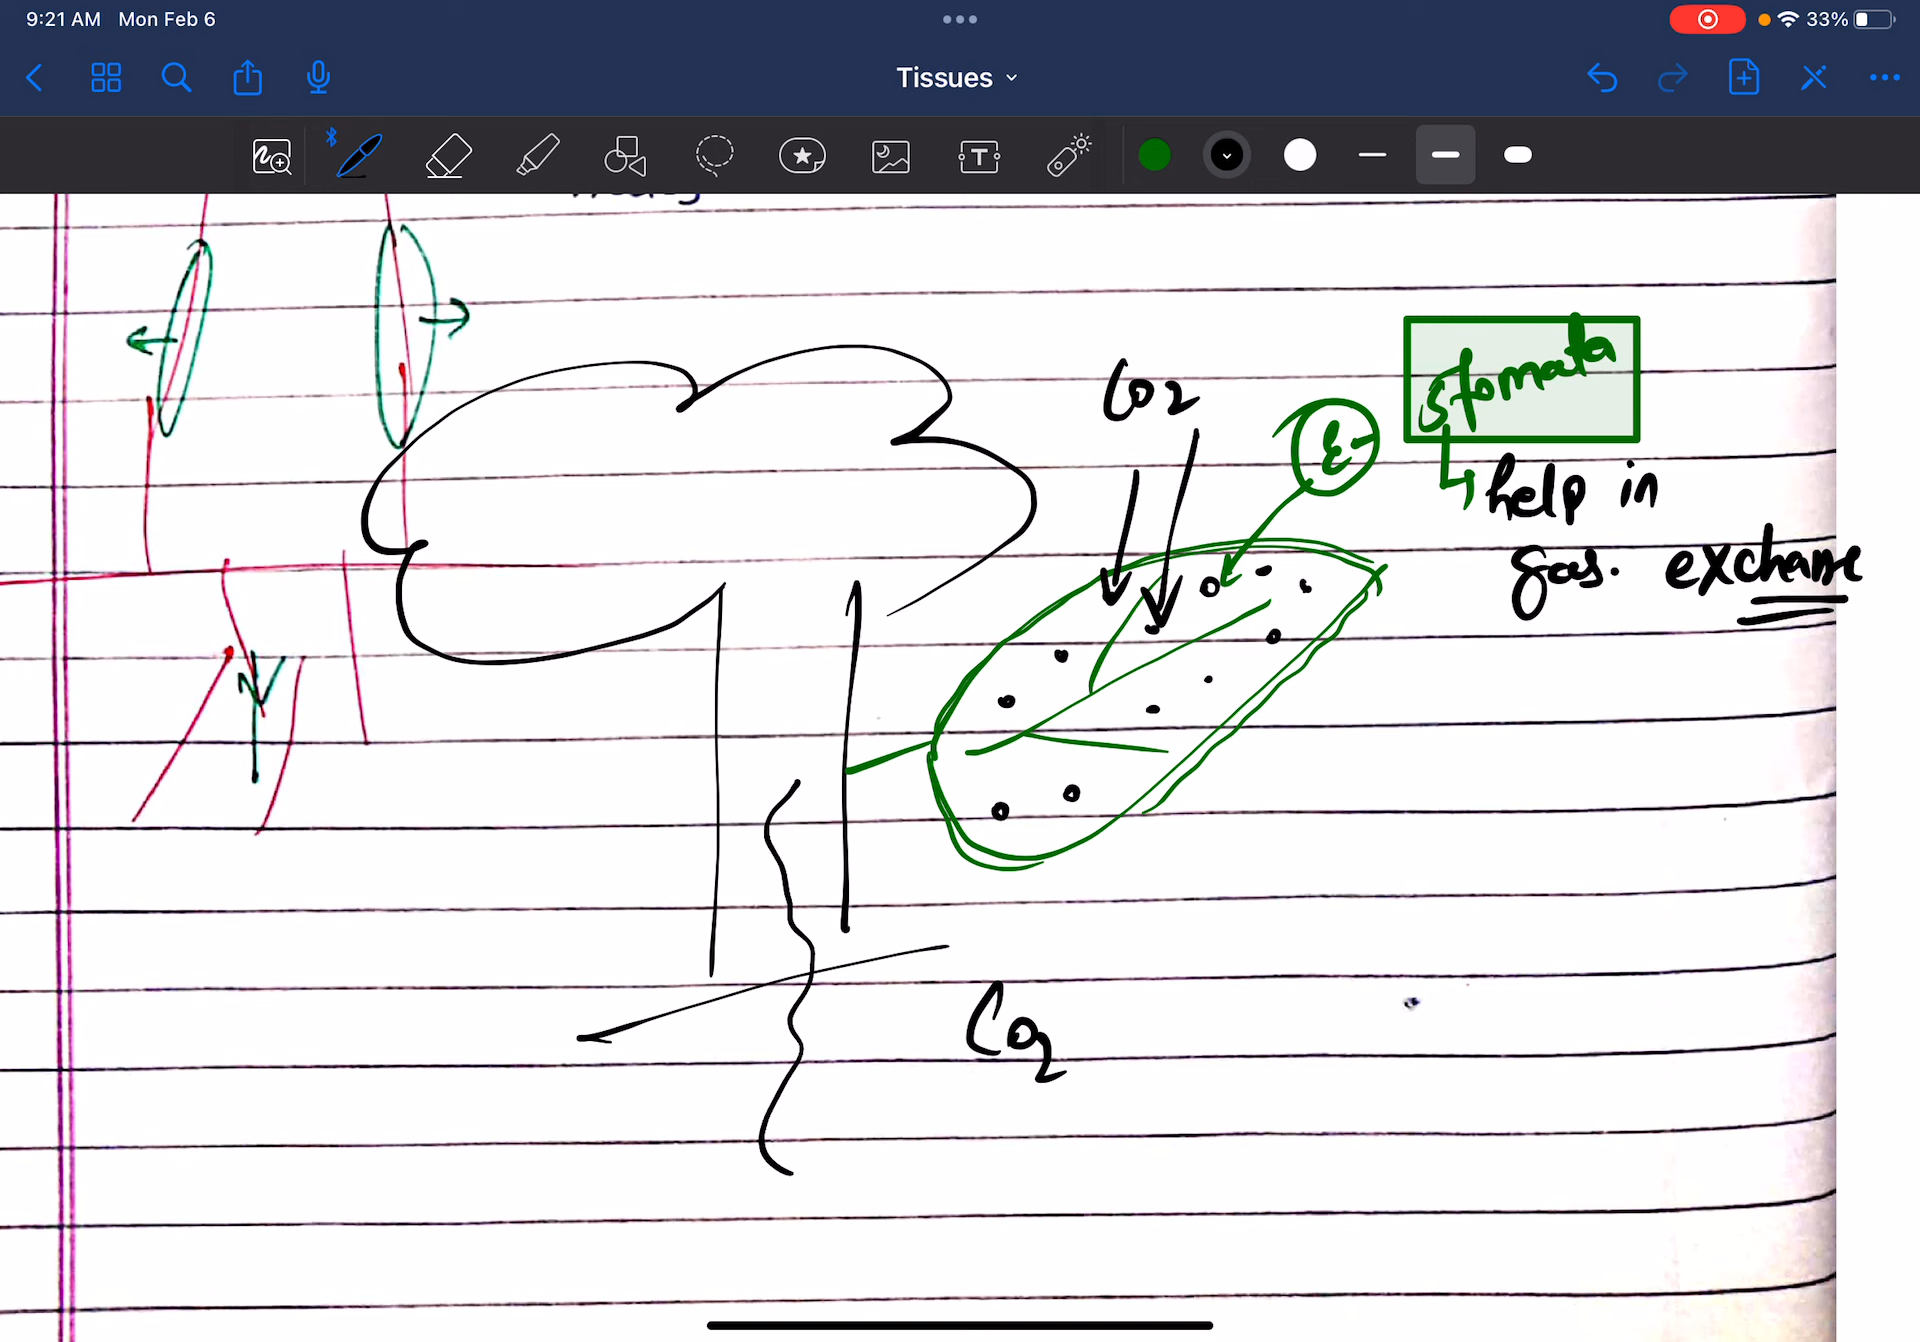 9:21 AM Mon Feb 6
33%
Tissues
T
CO2
stomata
help in
gas. exchange
CO2